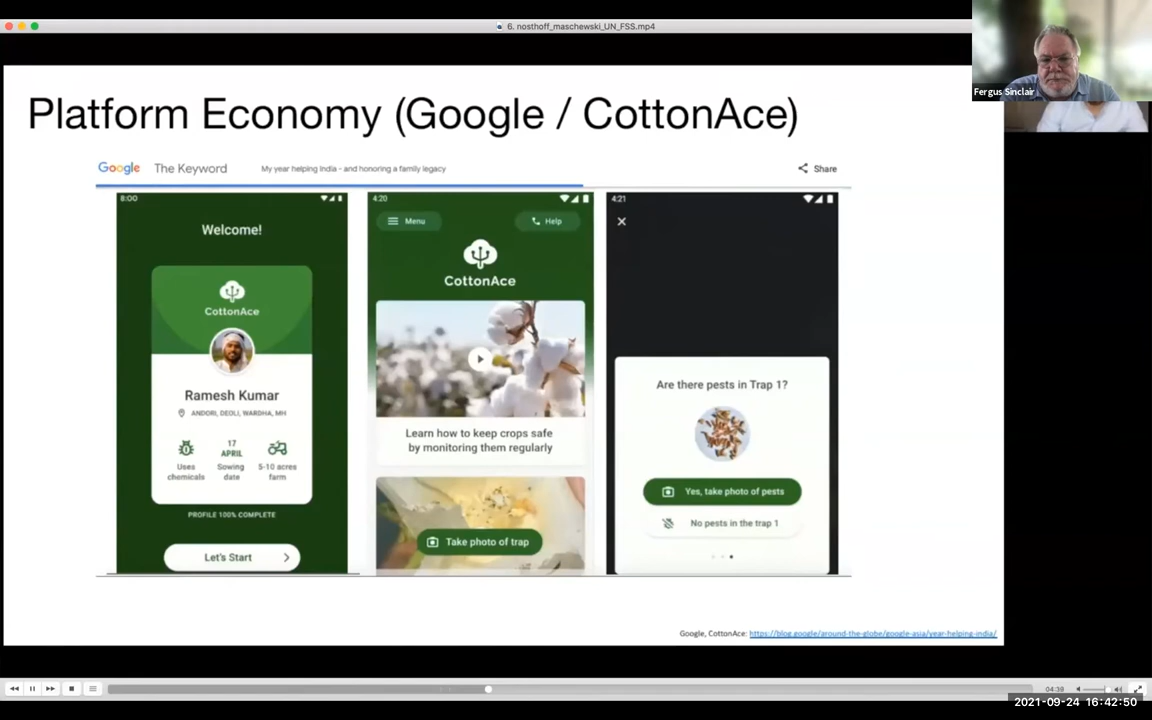 6. nosthoff_maschewski_UN_FSS.mp4
Fergus Sinclair
Platform Economy (Google / CottonAce)
Google The Keyword My year helping India - and honoring a family legacy Share
8:00
Welcome!
CottonAce
Ramesh Kumar
ANDORI, DEOLI, WARDHA, MH
Uses chemicals
17 APRIL
Sowing date
5-10 acres farm
PROFILE 100% COMPLETE
Let's Start
4:20
Menu
Help
CottonAce
Learn how to keep crops safe
by monitoring them regularly
Take photo of trap
4:21
Are there pests in Trap 1?
Yes, take photo of pests
No pests in the trap 1
Google, CottonAce: https://blog.google/around-the-globe/google-asia/year-helping-india/
04:39
2021-09-24 16:42:50